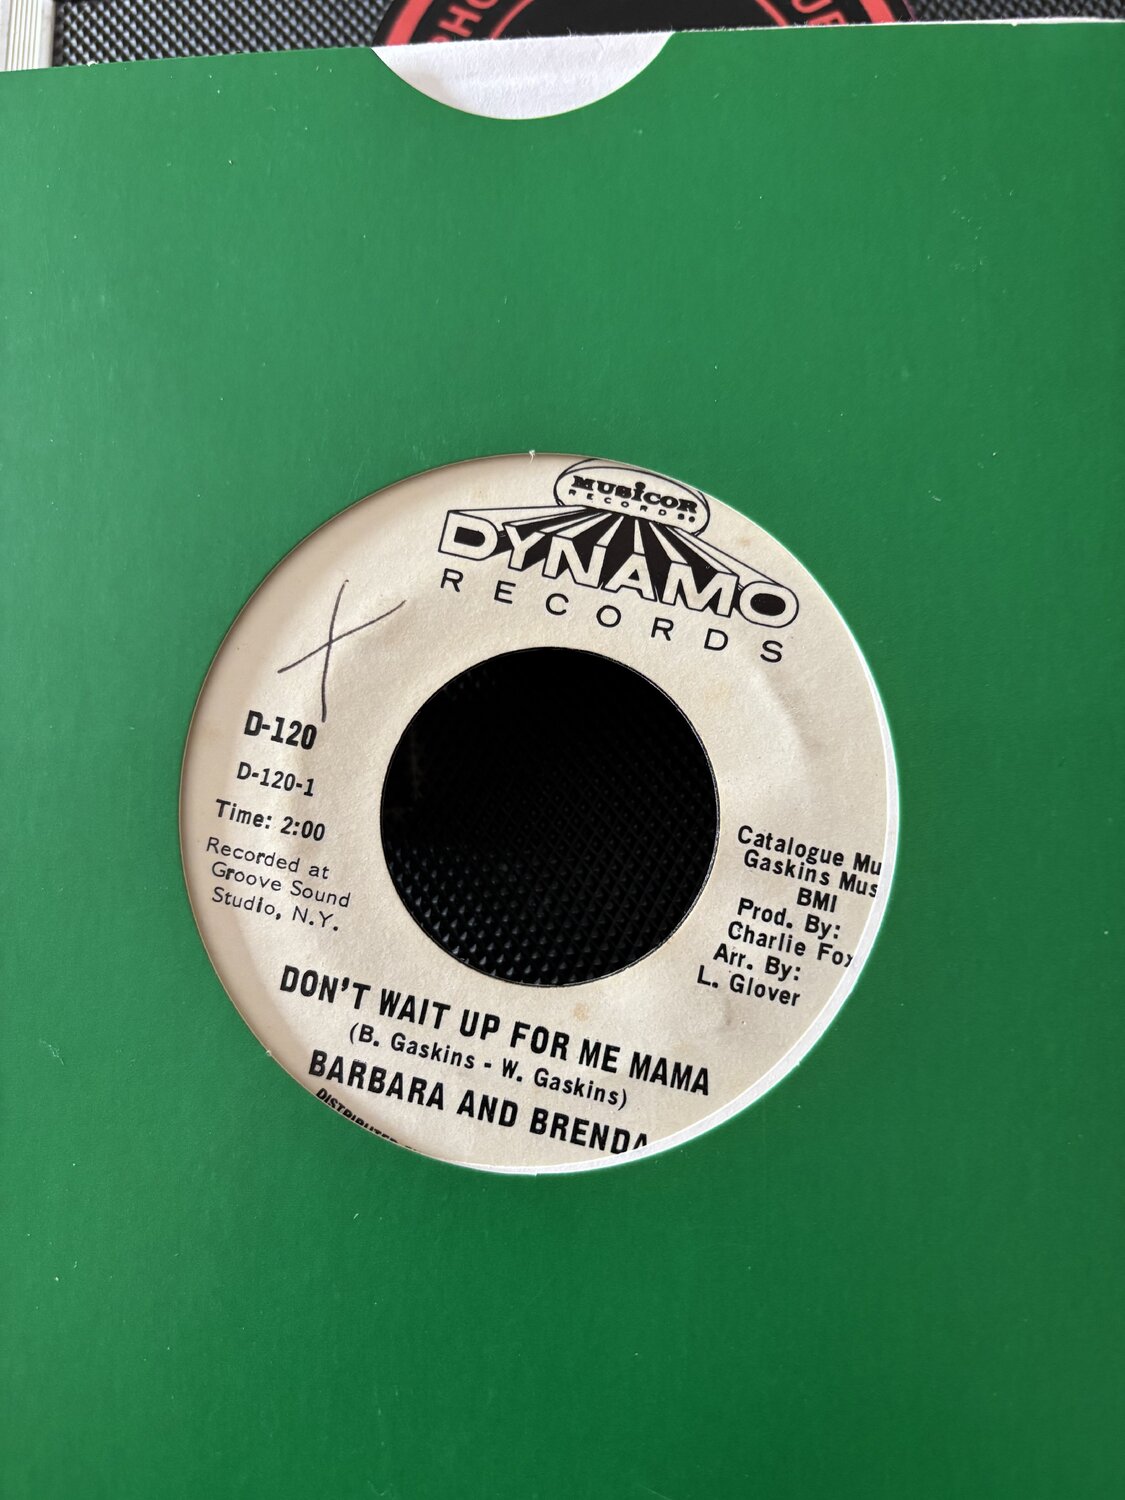 MUSICOR
RECORDS
DYNAMO
RECORDS
D-120
D-120-1
Time: 2:00
Recorded at
Groove Sound
Studio, N.Y.
Catalogue Mu
Gaskins Mus
BMI
Prod. By:
Charlie Fox
Arr. By:
L. Glover
DON'T WAIT UP FOR ME MAMA
(B. Gaskins - W. Gaskins)
BARBARA AND BRENDA